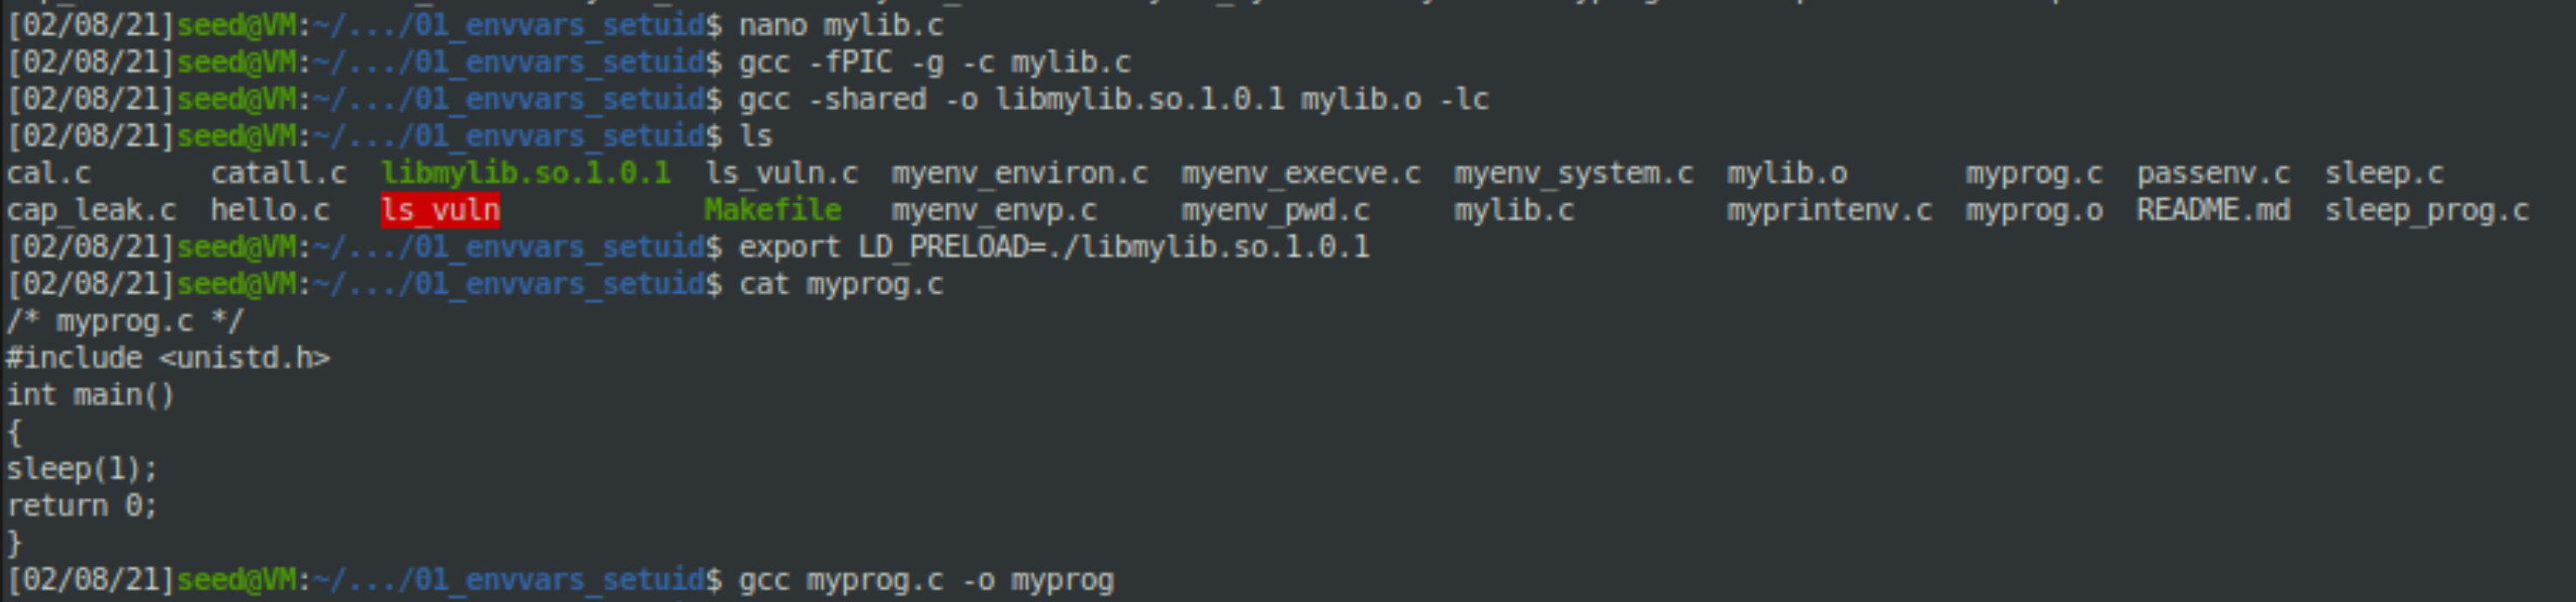 [02/08/21]seed@VM:~/.../01_envvars_setuid$ nano mylib.c
[02/08/21]seed@VM:~/.../01_envvars_setuid$ gcc -fPIC -g -c mylib.c
[02/08/21]seed@VM:~/.../01_envvars_setuid$ gcc -shared -o libmylib.so.1.0.1 mylib.o -lc
[02/08/21]seed@VM:~/.../01_envvars_setuid$ ls
cal.c catall.c libmylib.so.1.0.1 ls_vuln.c myenv_environ.c myenv_execve.c myenv_system.c mylib.o myprog.c passenv.c sleep.c
cap_leak.c hello.c ls_vuln Makefile myenv_envp.c myenv_pwd.c mylib.c myprintenv.c myprog.o README.md sleep_prog.c
[02/08/21]seed@VM:~/.../01_envvars_setuid$ export LD_PRELOAD=./libmylib.so.1.0.1
[02/08/21]seed@VM:~/.../01_envvars_setuid$ cat myprog.c
/* myprog.c */
#include <unistd.h>
int main()
{
sleep(1);
return 0;
}
[02/08/21]seed@VM:~/.../01_envvars_setuid$ gcc myprog.c -o myprog